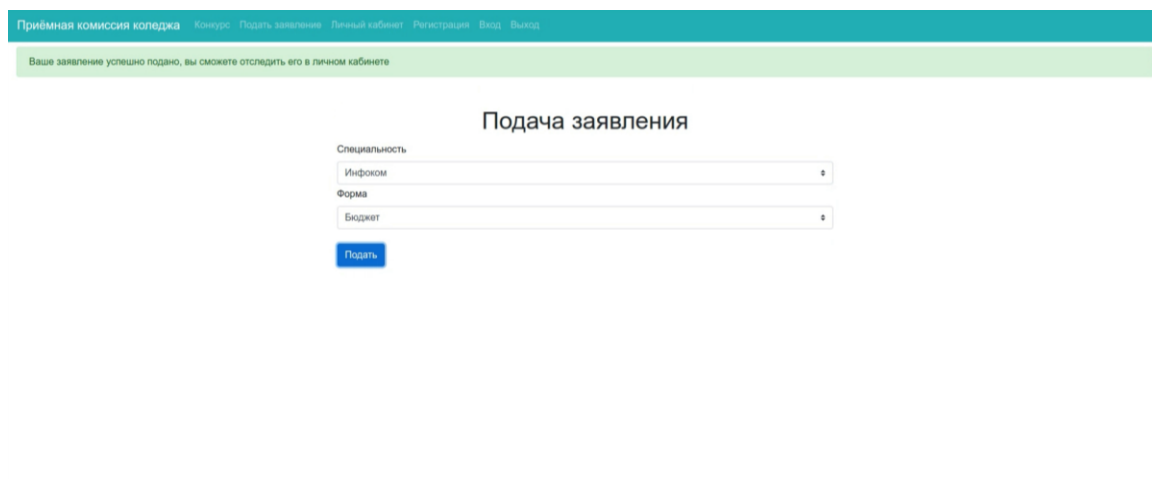 Приёмная комиссия коледжа Конкурс Подать заявление Личный кабинет Регистрация Вход Выход
Ваше заявление успешно подано, вы сможете отследить его в личном кабинете
Подача заявления
Специальность
Инфоком
Форма
Бюджет
Подать